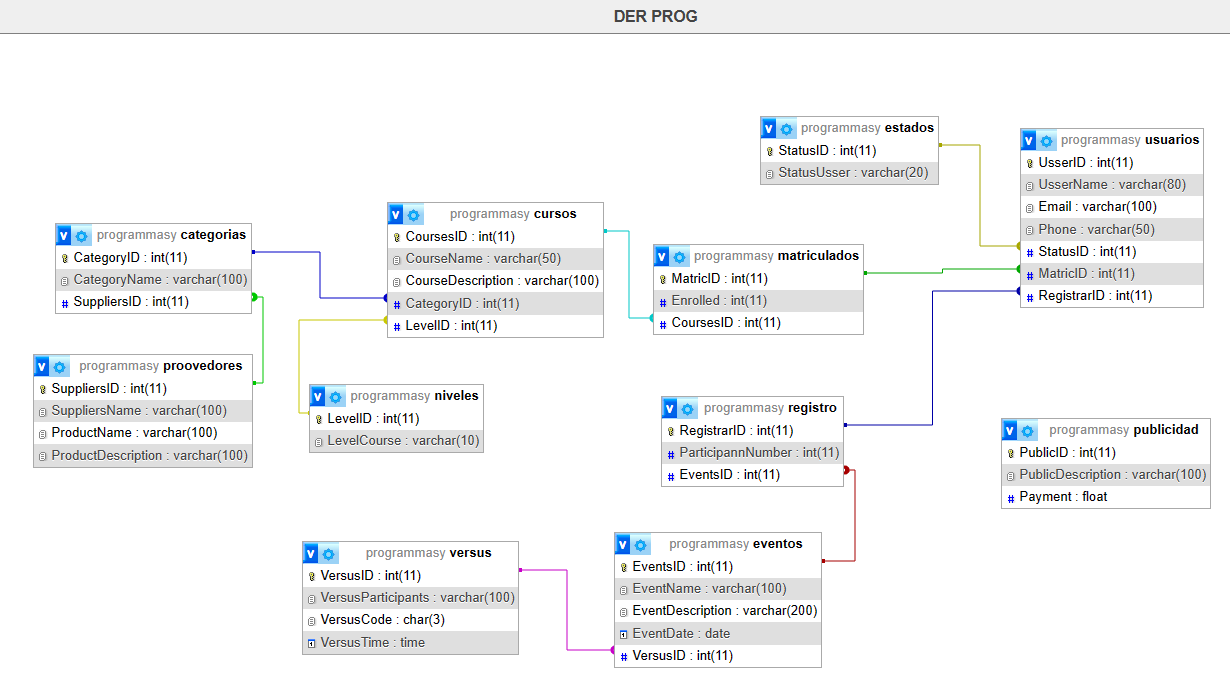 DER PROG
v programmasy estados
StatusID : int(11)
StatusUsser : varchar(20)
v programmasy usuarios
UsserID : int(11)
UsserName : varchar(80)
Email : varchar(100)
Phone : varchar(50)
# StatusID : int(11)
# MatricID : int(11)
# RegistrarID : int(11)
v programmasy cursos
CoursesID : int(11)
CourseName : varchar(50)
CourseDescription : varchar(100)
# CategoryID : int(11)
# LevelID : int(11)
v programmasy categorias
CategoryID : int(11)
CategoryName : varchar(100)
# SuppliersID : int(11)
v programmasy matriculados
MatricID : int(11)
# Enrolled : int(11)
# CoursesID : int(11)
v programmasy proovedores
SuppliersID : int(11)
SuppliersName : varchar(100)
ProductName : varchar(100)
ProductDescription : varchar(100)
v programmasy niveles
LevelID : int(11)
LevelCourse : varchar(10)
v programmasy registro
RegistrarID : int(11)
# ParticipannNumber : int(11)
# EventsID : int(11)
v programmasy publicidad
PublicID : int(11)
PublicDescription : varchar(100)
# Payment : float
v programmasy versus
VersusID : int(11)
VersusParticipants : varchar(100)
VersusCode : char(3)
VersusTime : time
v programmasy eventos
EventsID : int(11)
EventName : varchar(100)
EventDescription : varchar(200)
EventDate : date
# VersusID : int(11)